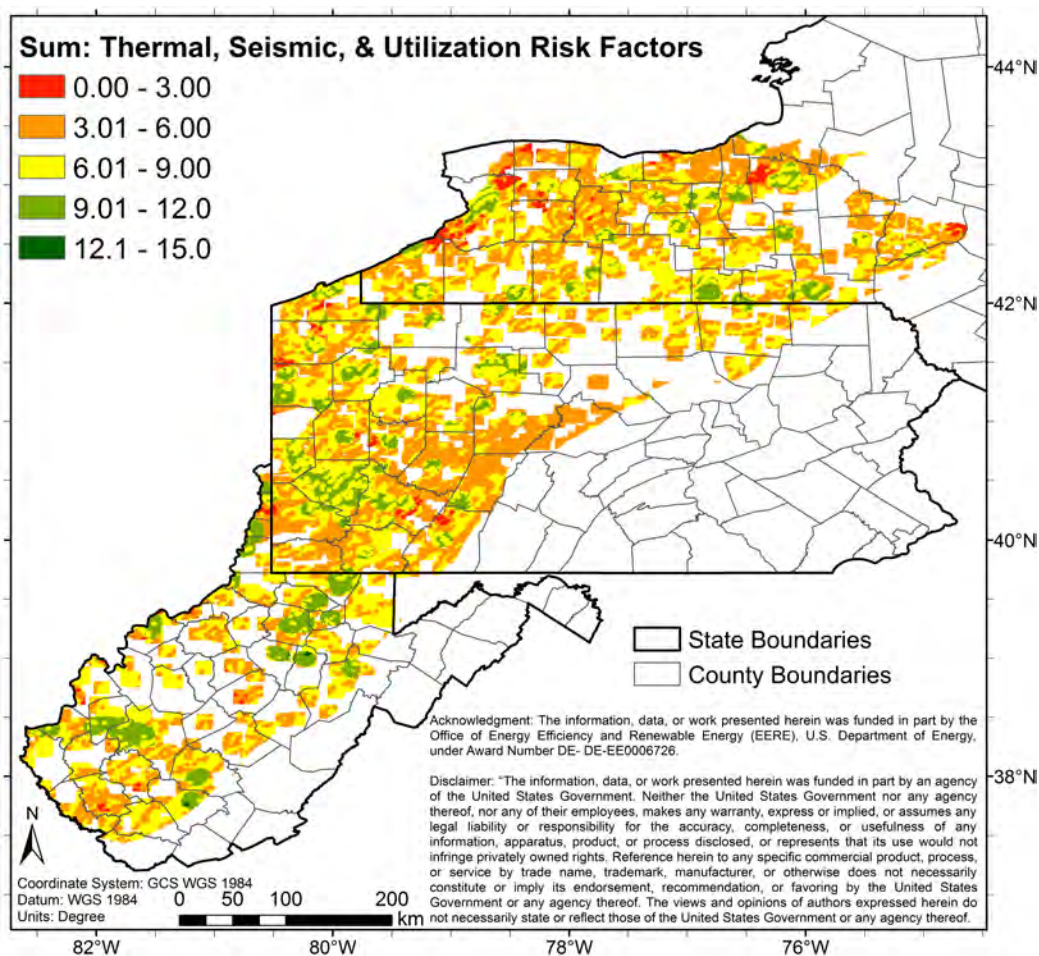 Sum: Thermal, Seismic, & Utilization Risk Factors
0.00 - 3.00
3.01 - 6.00
6.01 - 9.00
9.01 - 12.0
12.1 - 15.0
44°N
42°N
40°N
38°N
State Boundaries
County Boundaries
Acknowledgment: The information, data, or work presented herein was funded in part by the
Office of Energy Efficiency and Renewable Energy (EERE), U.S. Department of Energy,
under Award Number DE- DE-EE0006726.
Disclaimer: “The information, data, or work presented herein was funded in part by an agency
of the United States Government. Neither the United States Government nor any agency
thereof, nor any of their employees, makes any warranty, express or implied, or assumes any
legal liability or responsibility for the accuracy, completeness, or usefulness of any
information, apparatus, product, or process disclosed, or represents that its use would not
infringe privately owned rights. Reference herein to any specific commercial product, process,
or service by trade name, trademark, manufacturer, or otherwise does not necessarily
constitute or imply its endorsement, recommendation, or favoring by the United States
Government or any agency thereof. The views and opinions of authors expressed herein do
not necessarily state or reflect those of the United States Government or any agency thereof.
N
Coordinate System: GCS WGS 1984
Datum: WGS 1984
Units: Degree
0 50 100 200
km
82°W 80°W 78°W 76°W